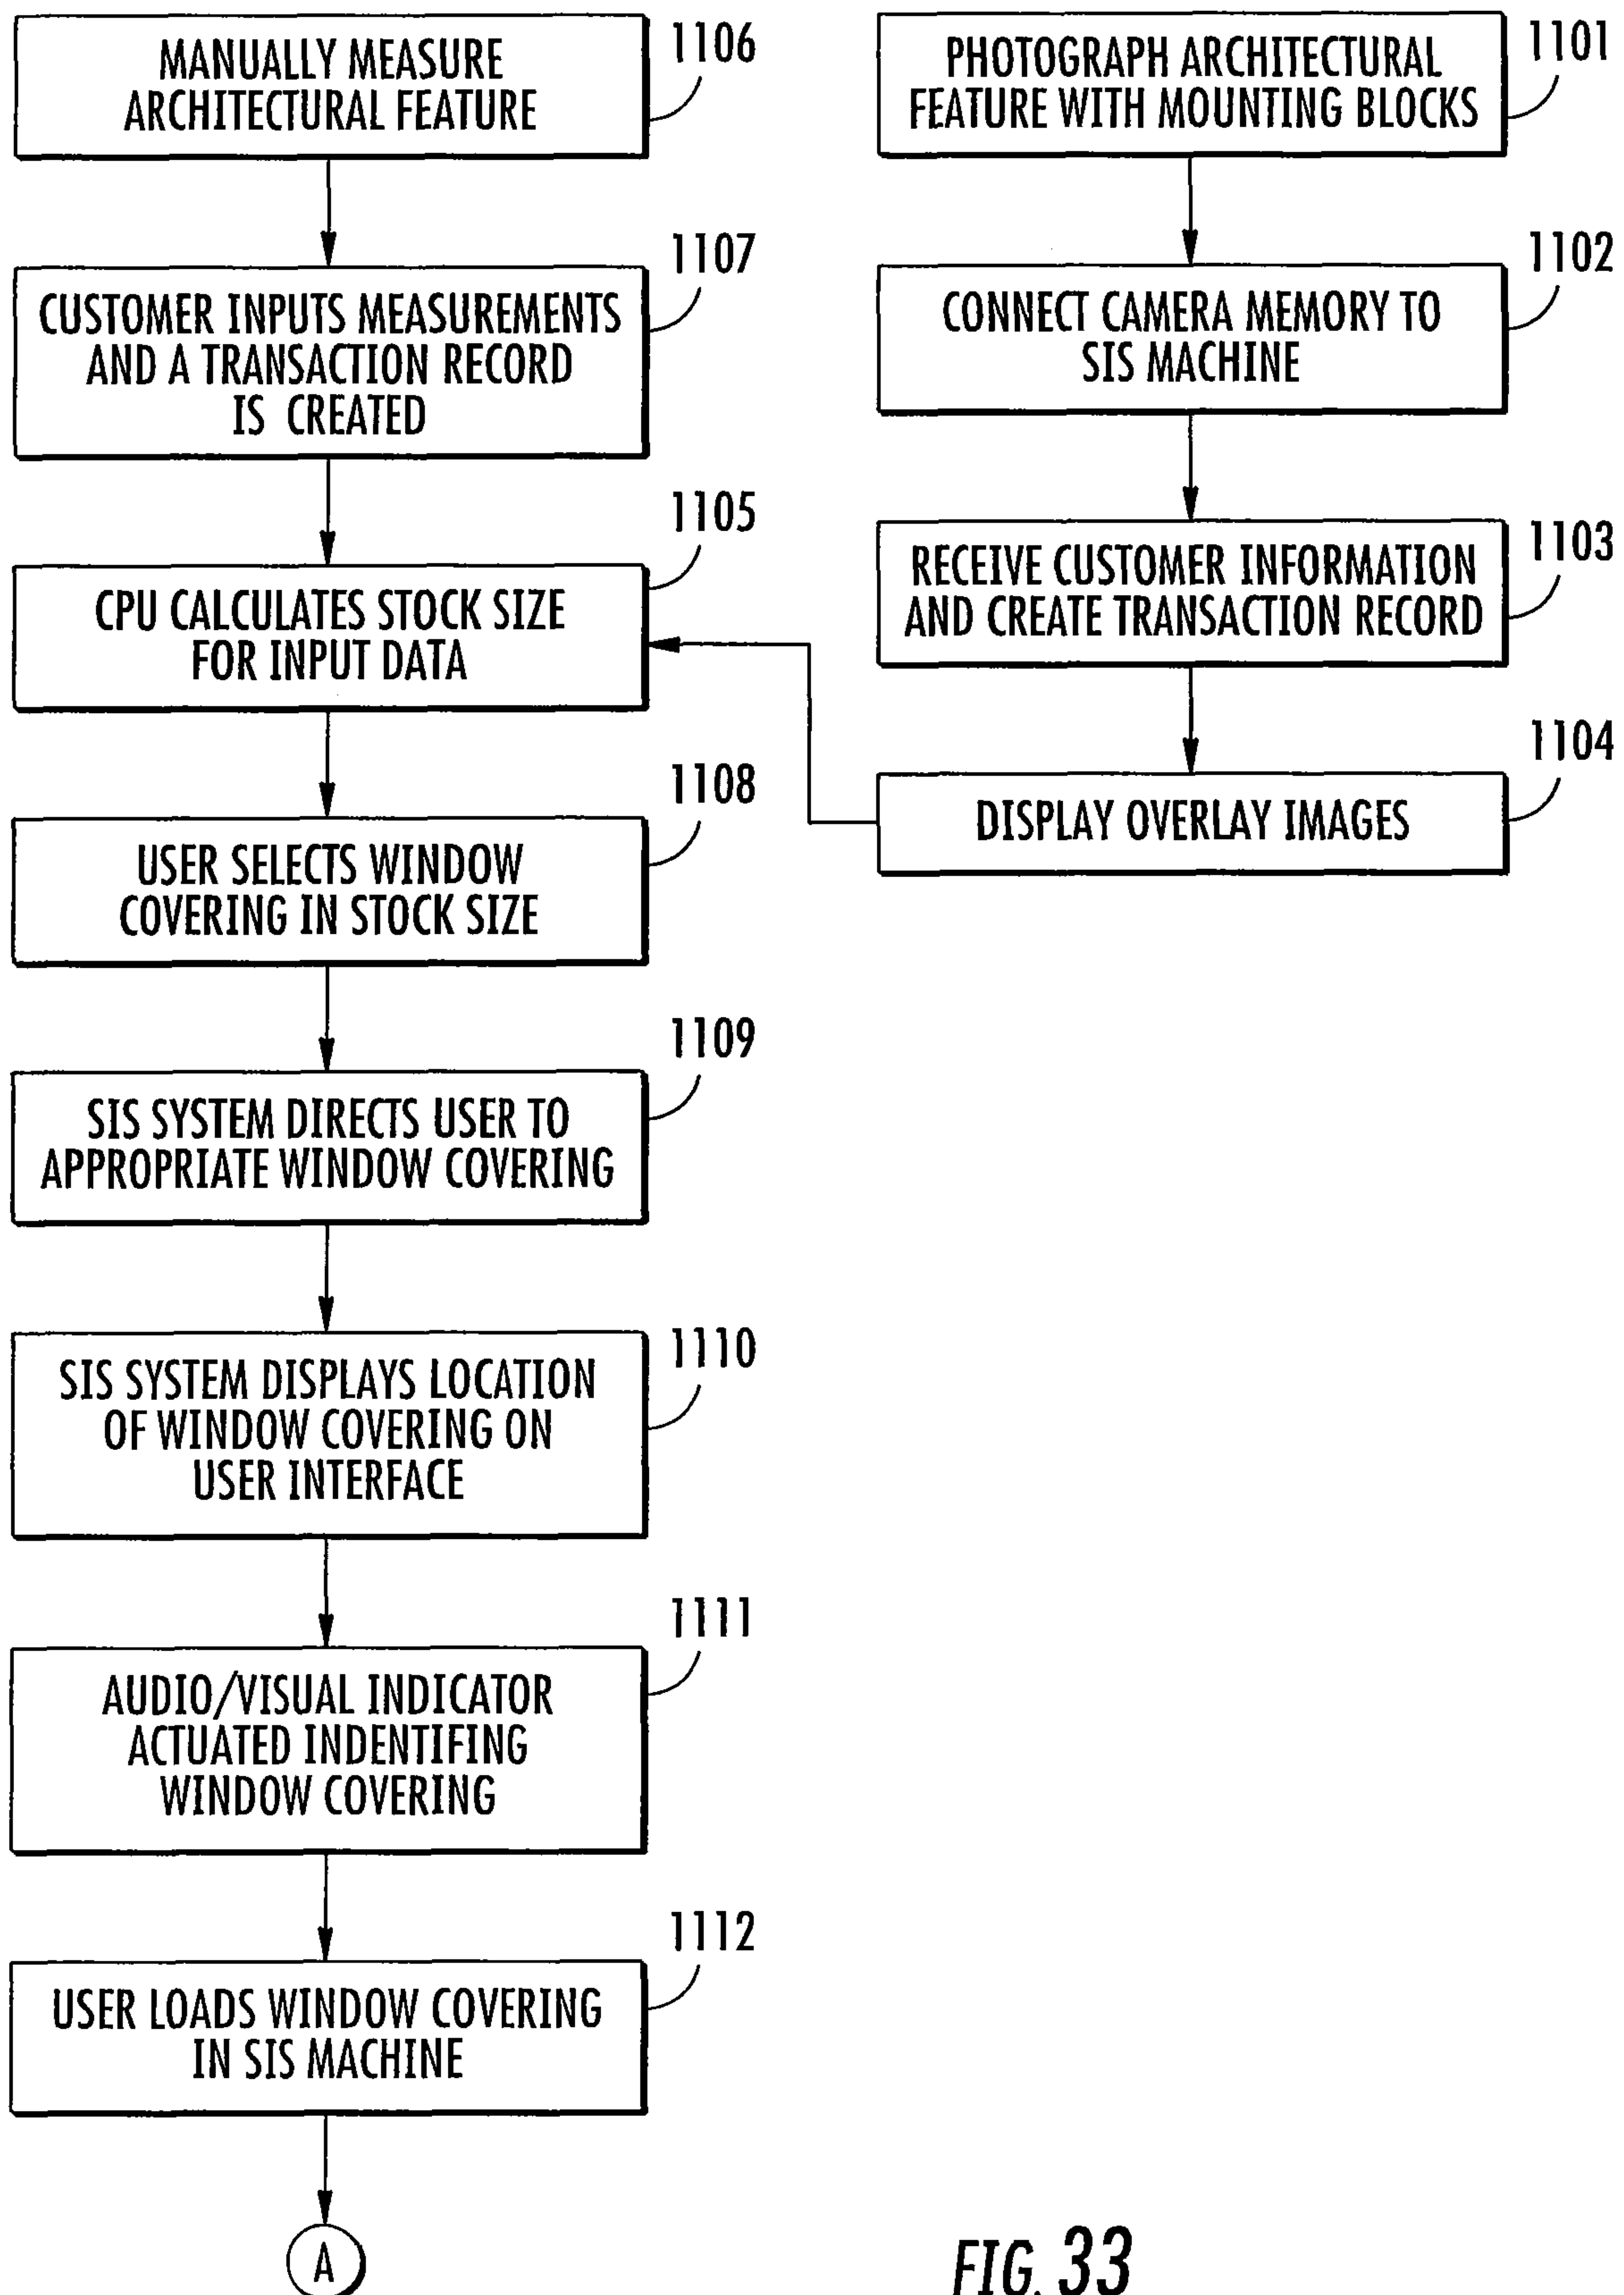 MANUALLY MEASURE
ARCHITECTURAL FEATURE
1106
CUSTOMER INPUTS MEASUREMENTS
AND A TRANSACTION RECORD
IS CREATED
1107
CPU CALCULATES STOCK SIZE
FOR INPUT DATA
1105
USER SELECTS WINDOW
COVERING IN STOCK SIZE
1108
SIS SYSTEM DIRECTS USER TO
APPROPRIATE WINDOW COVERING
1109
SIS SYSTEM DISPLAYS LOCATION
OF WINDOW COVERING ON
USER INTERFACE
1110
AUDIO/VISUAL INDICATOR
ACTUATED INDENTIFING
WINDOW COVERING
1111
USER LOADS WINDOW COVERING
IN SIS MACHINE
1112
A
PHOTOGRAPH ARCHITECTURAL
FEATURE WITH MOUNTING BLOCKS
1101
CONNECT CAMERA MEMORY TO
SIS MACHINE
1102
RECEIVE CUSTOMER INFORMATION
AND CREATE TRANSACTION RECORD
1103
DISPLAY OVERLAY IMAGES
1104
FIG. 33